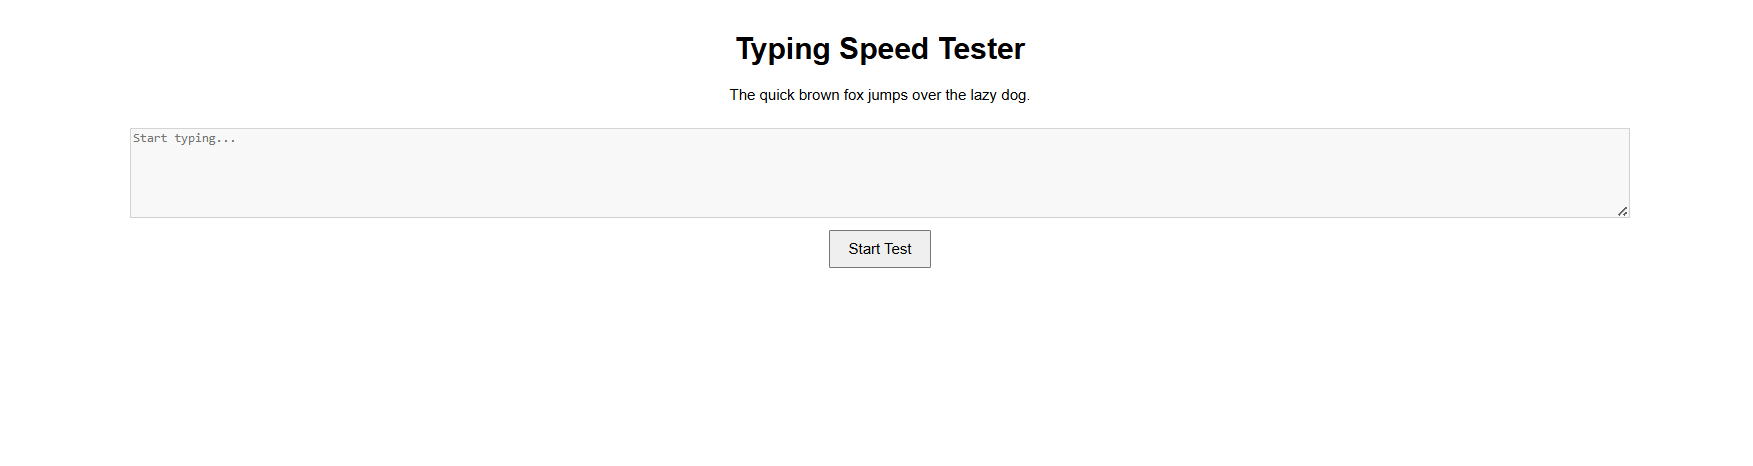 Typing Speed Tester
The quick brown fox jumps over the lazy dog.
Start typing...
Start Test